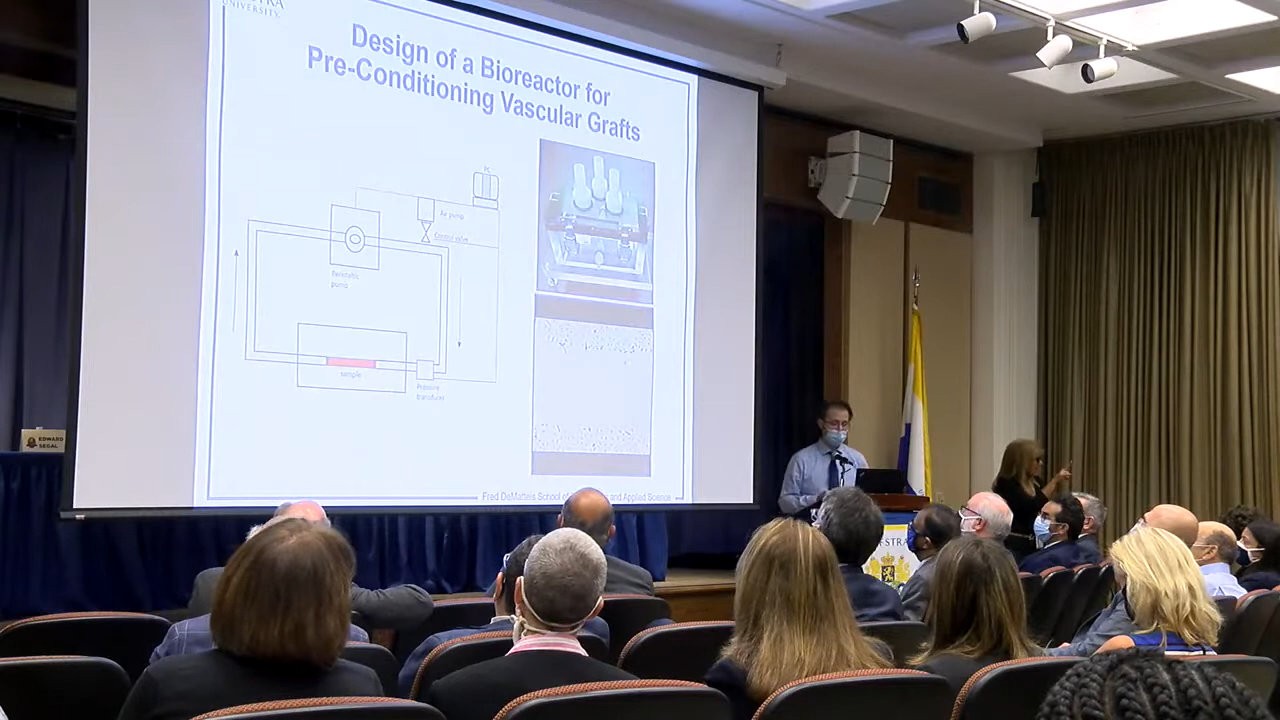 UNIVERSITY.
Design of a Bioreactor for
Pre-Conditioning Vascular Grafts
Air pump
Control valve
Peristaltic
pump
sample
Pressure
transducer
Fred DeMatteis School of and Applied Science
EDWARD
SEGAL